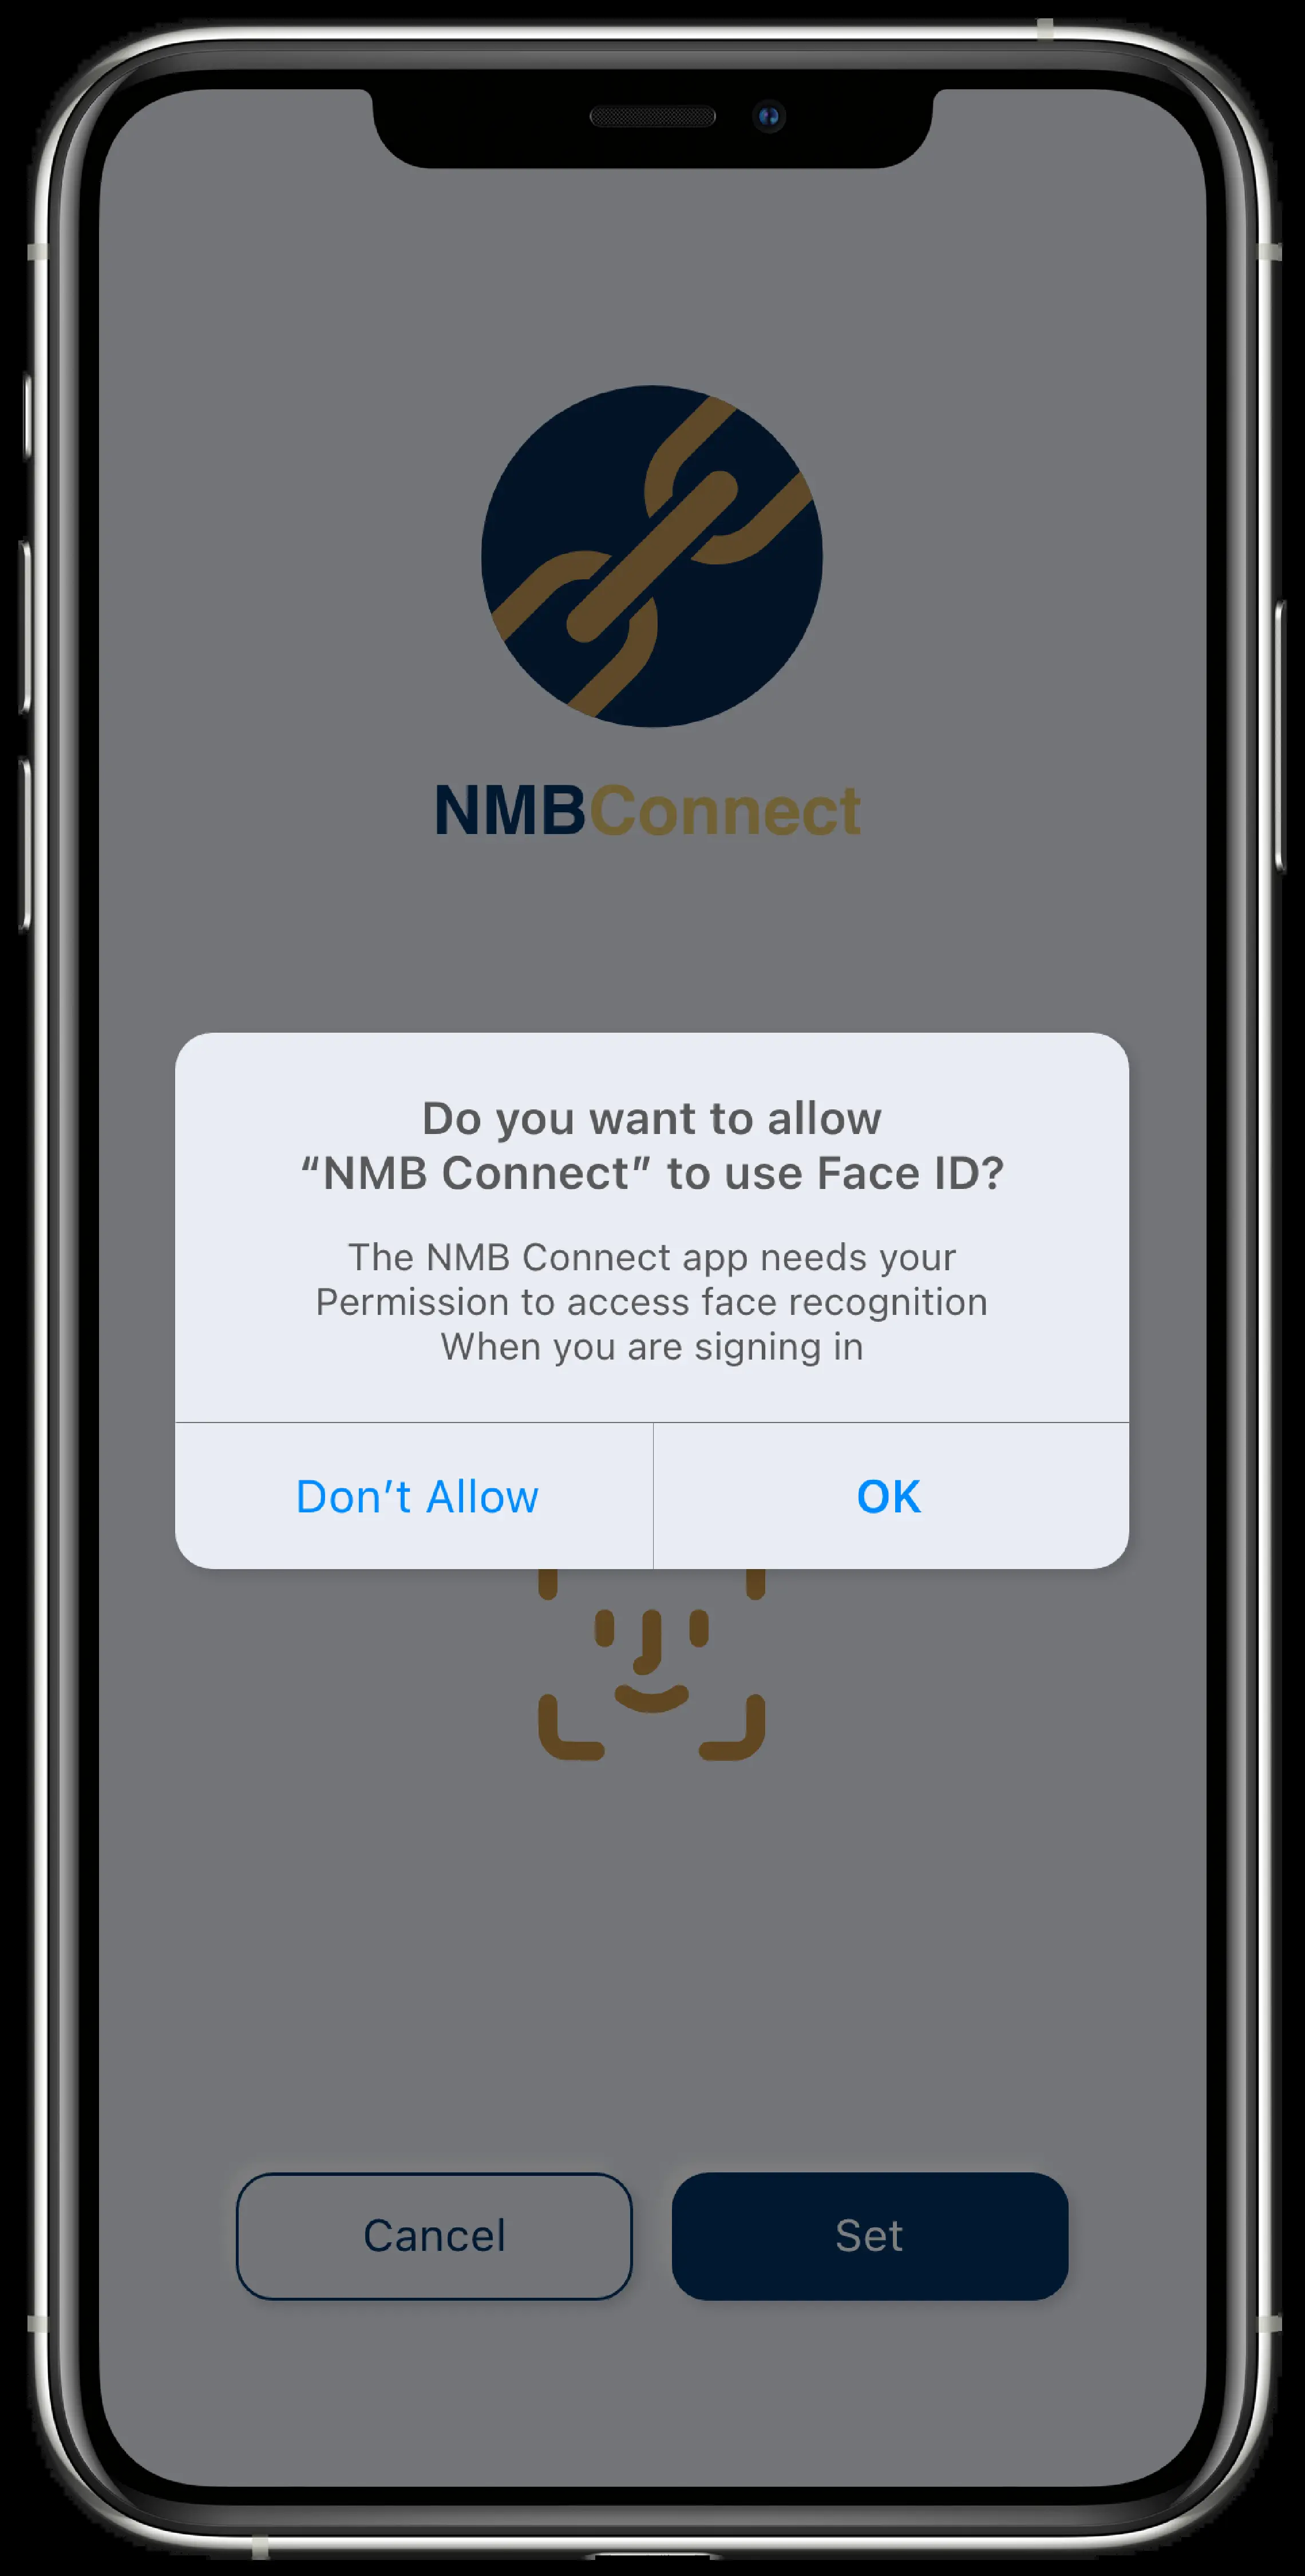 NMBConnect
Do you want to allow
“NMB Connect” to use Face ID?
The NMB Connect app needs your
Permission to access face recognition
When you are signing in
Don’t Allow
OK
Cancel
Set